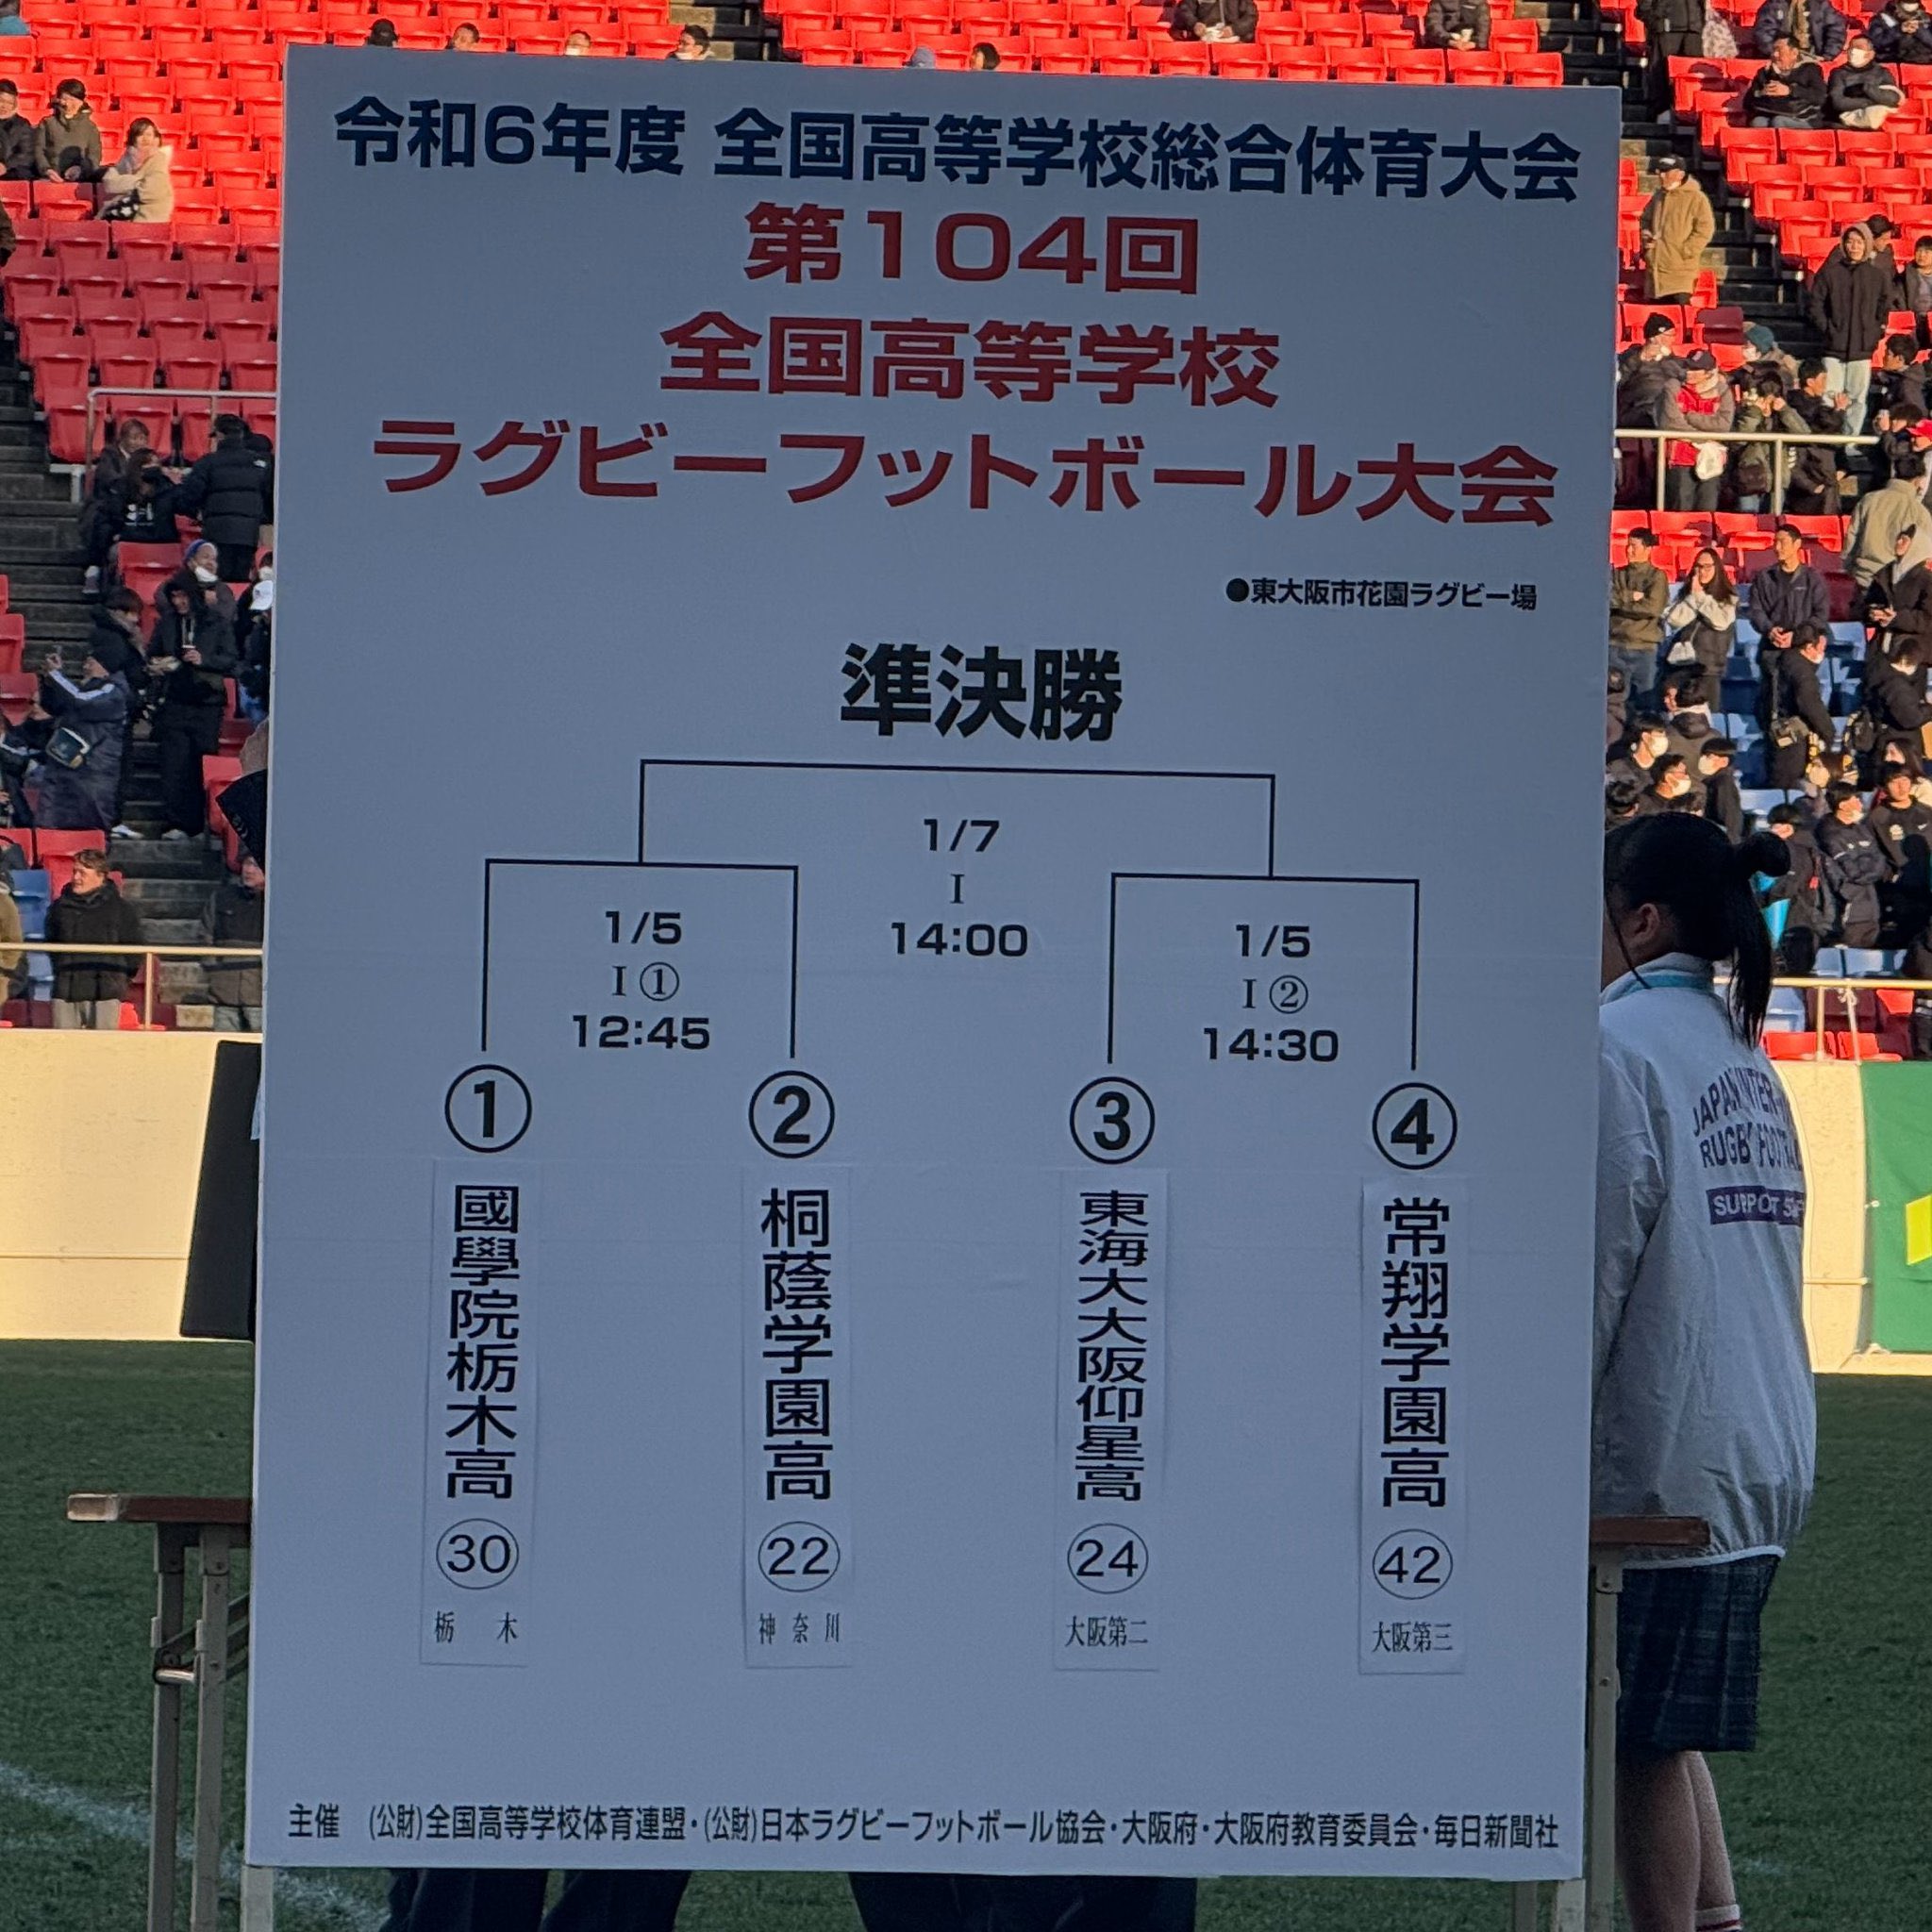 令和6年度 全国高等学校総合体育大会
第104回
全国高等学校
ラグビーフットボール大会
●東大阪市花園ラグビー場
準決勝
1/7
I
14:00
1/5
I①
12:45
1/5
I②
14:30
①
國學院栃木高
㉚
栃木
②
桐蔭学園高
㉒
神奈川
③
東海大大阪仰星高
㉔
大阪第二
④
常翔学園高
㊷
大阪第三
主催 (公財)全国高等学校体育連盟・(公財)日本ラグビーフットボール協会・大阪府・大阪府教育委員会・毎日新聞社
JAPAN INTER-
RUGBY FOOT
SUPPORT